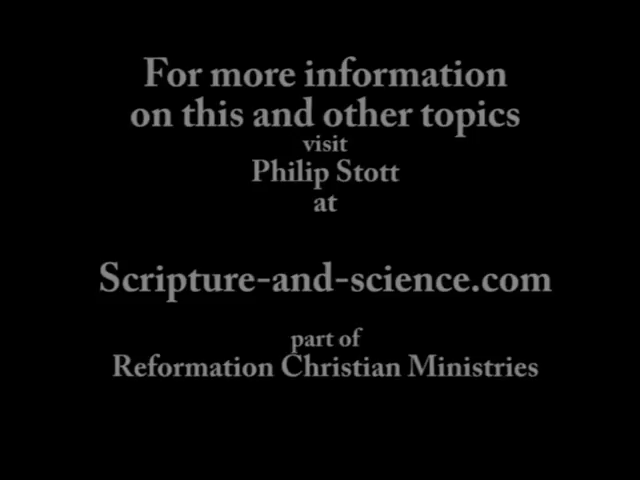 For more information
on this and other topics
visit
Philip Stott
at
Scripture-and-science.com
part of
Reformation Christian Ministries